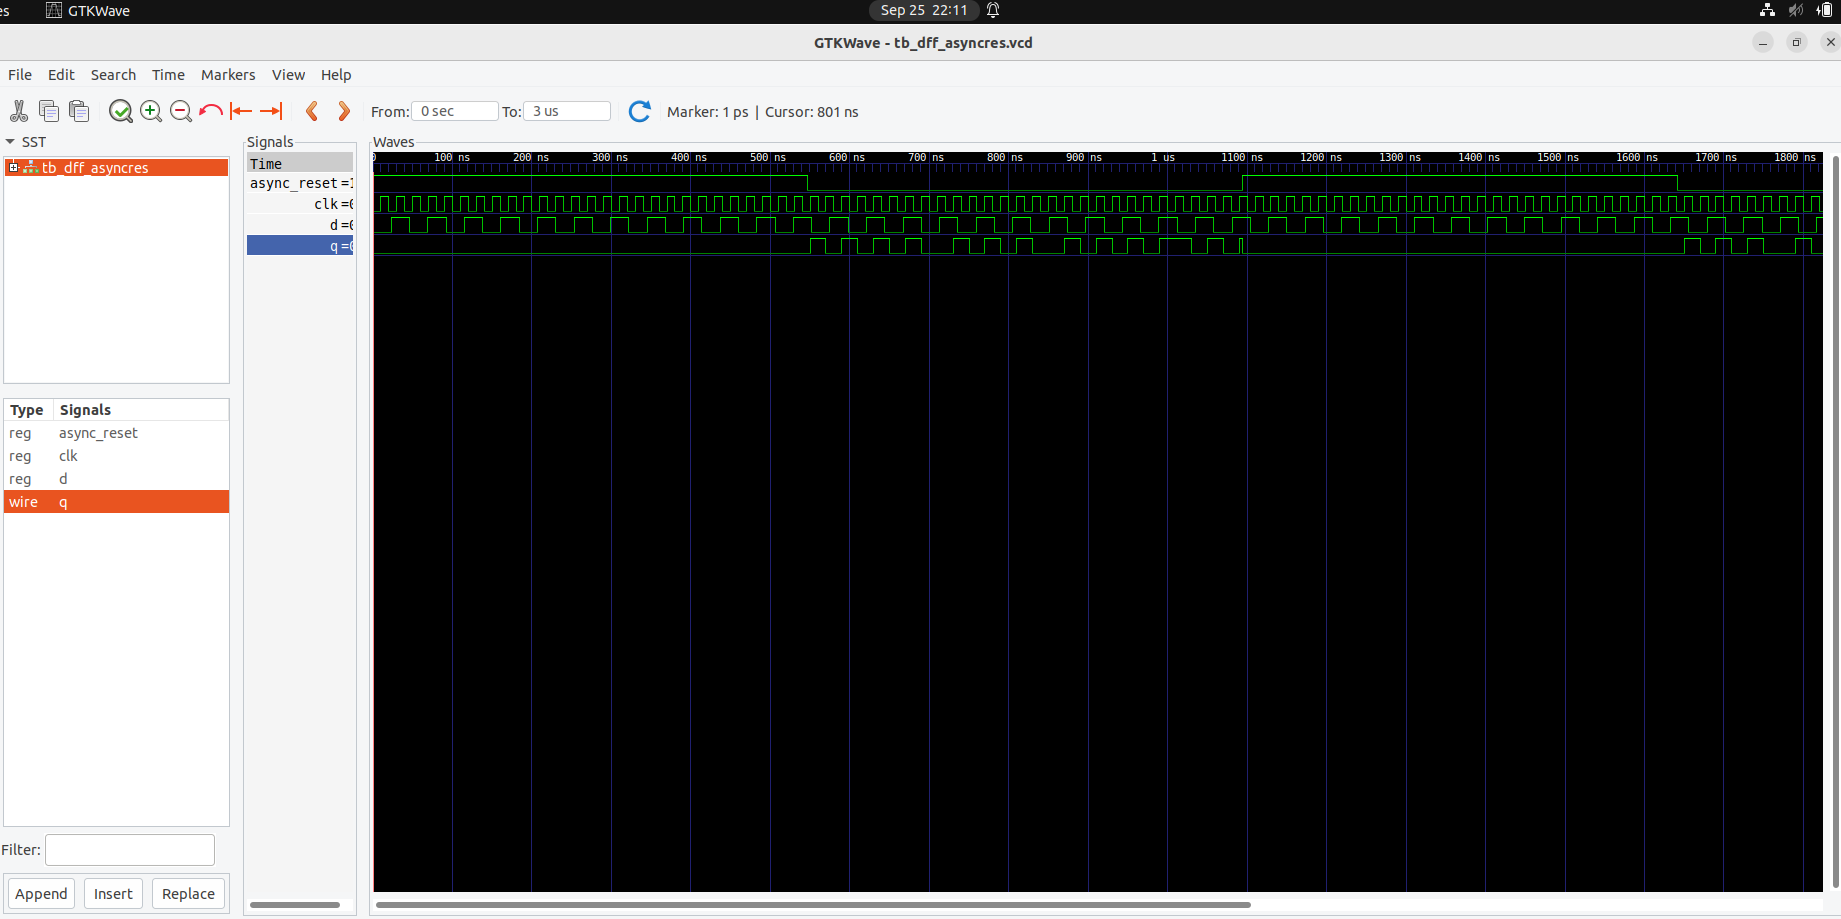 es GTKWave Sep 25 22:11
GTKWave - tb_dff_asyncres.vcd
File Edit Search Time Markers View Help
From: 0 sec To: 3 us Marker: 1 ps | Cursor: 801 ns
SST
tb_dff_asyncres
Type Signals
reg async_reset
reg clk
reg d
wire q
Filter:
Append Insert Replace
Signals
Time
async_reset=1
clk=0
d=0
q=0
Waves
0 100 ns 200 ns 300 ns 400 ns 500 ns 600 ns 700 ns 800 ns 900 ns 1 us 1100 ns 1200 ns 1300 ns 1400 ns 1500 ns 1600 ns 1700 ns 1800 ns